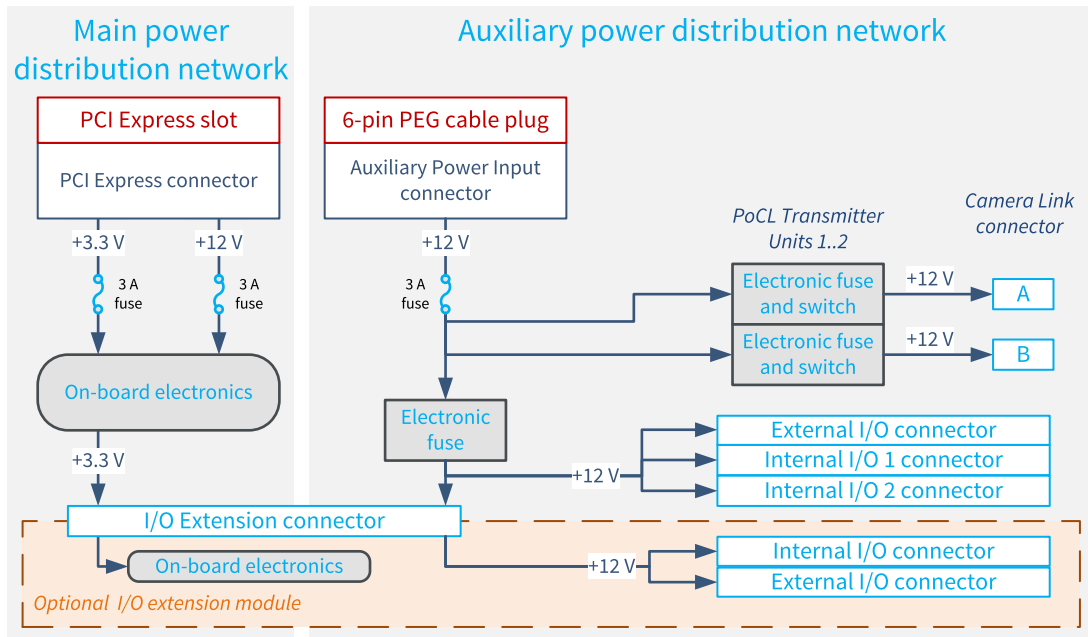 Main power
distribution network
PCI Express slot
PCI Express connector
+3.3 V
+12 V
3 A
fuse
3 A
fuse
On-board electronics
+3.3 V
Auxiliary power distribution network
6-pin PEG cable plug
Auxiliary Power Input
connector
+12 V
3 A
fuse
PoCL Transmitter
Units 1..2
Camera Link
connector
Electronic fuse
and switch
+12 V
A
Electronic fuse
and switch
+12 V
B
Electronic
fuse
+12 V
External I/O connector
Internal I/O 1 connector
Internal I/O 2 connector
I/O Extension connector
On-board electronics
+12 V
Internal I/O connector
External I/O connector
Optional I/O extension module